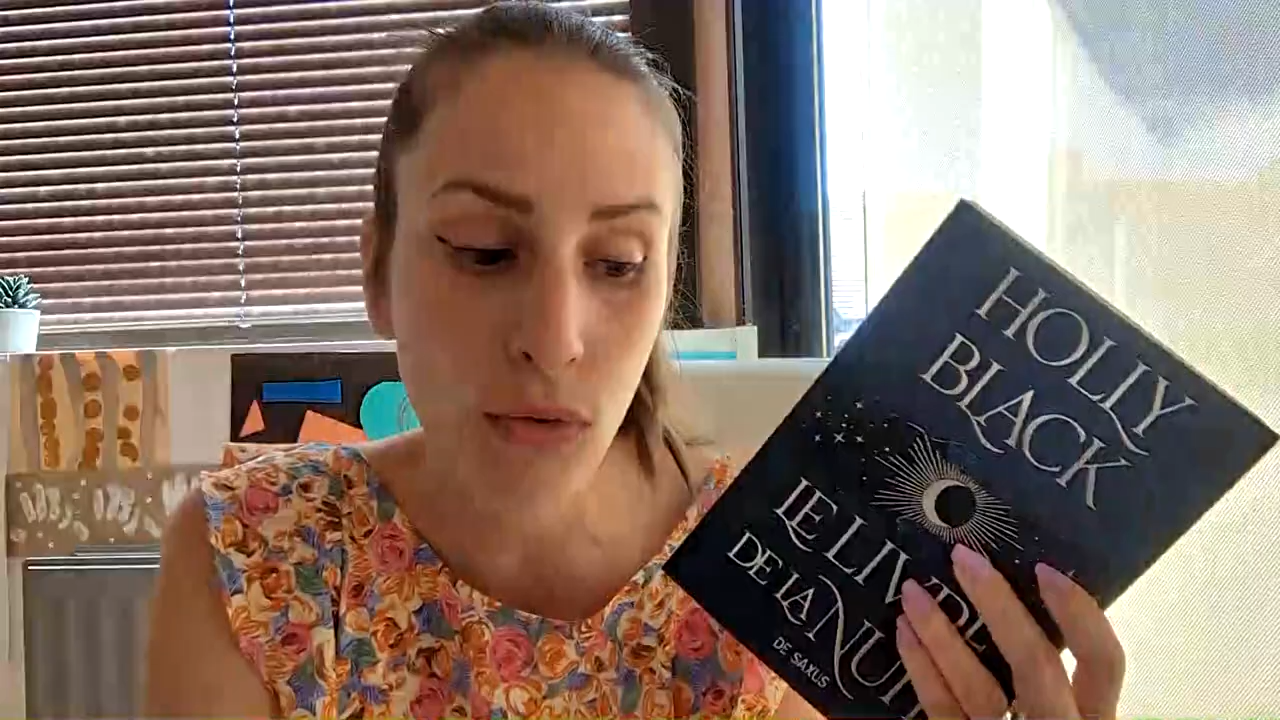 HOLLY
BLACK
LE LIVRE
DE LA NUIT
DE SAXUS